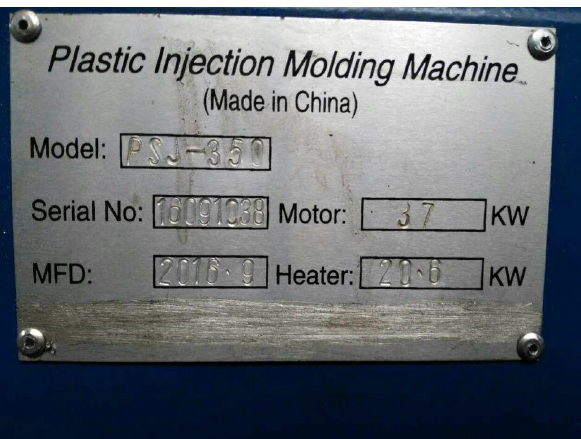 Plastic Injection Molding Machine
(Made in China)
Model: PSJ-350
Serial No: 16091038 Motor: 37 KW
MFD: 2016.9 Heater: 20.6 KW